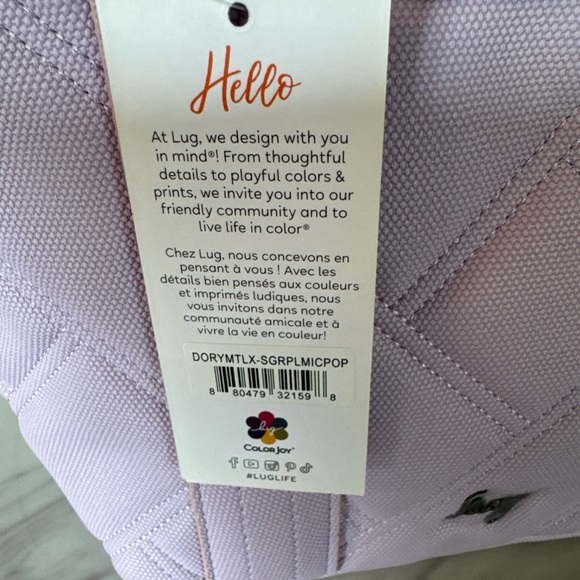 Hello
At Lug, we design with you
in mind®! From thoughtful
details to playful colors &
prints, we invite you into our
friendly community and to
live life in color®
Chez Lug, nous concevons en
pensant à vous ! Avec les
détails bien pensés aux couleurs
et imprimés ludiques, nous
vous invitons dans notre
communauté amicale et à
vivre la vie en couleur!
DORYMTLX-SGRPLMICPOP
8 80479 32159 8
lug
COLORJOY
#LUGLIFE
Lug